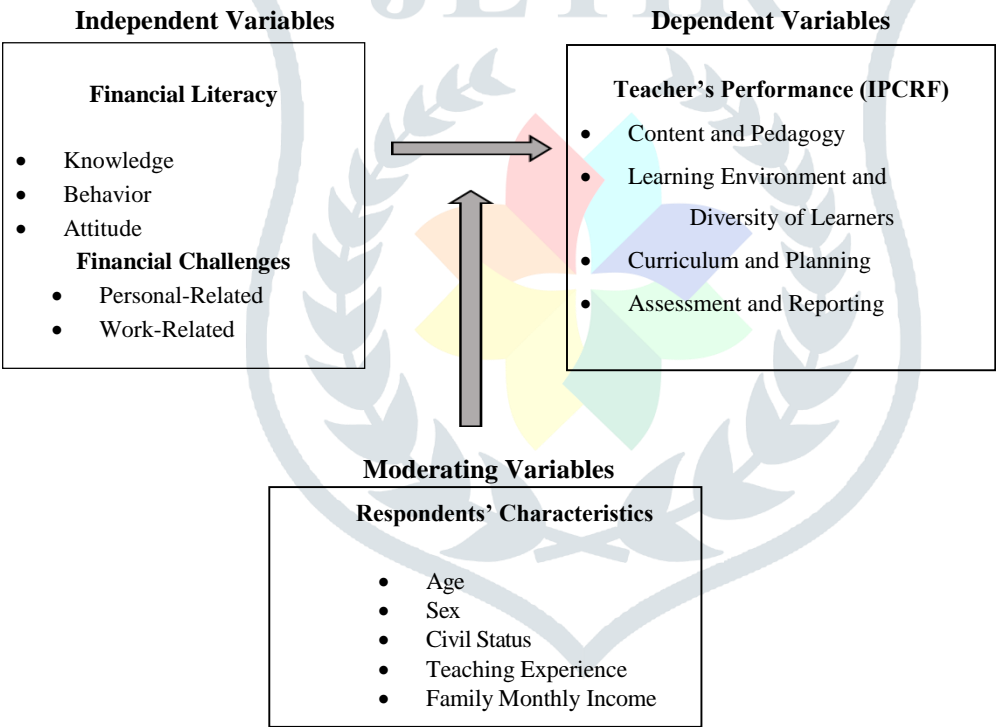 Independent Variables
Financial Literacy
• Knowledge
• Behavior
• Attitude
Financial Challenges
• Personal-Related
• Work-Related
Dependent Variables
Teacher's Performance (IPCRF)
• Content and Pedagogy
• Learning Environment and
Diversity of Learners
• Curriculum and Planning
• Assessment and Reporting
Moderating Variables
Respondents' Characteristics
• Age
• Sex
• Civil Status
• Teaching Experience
• Family Monthly Income